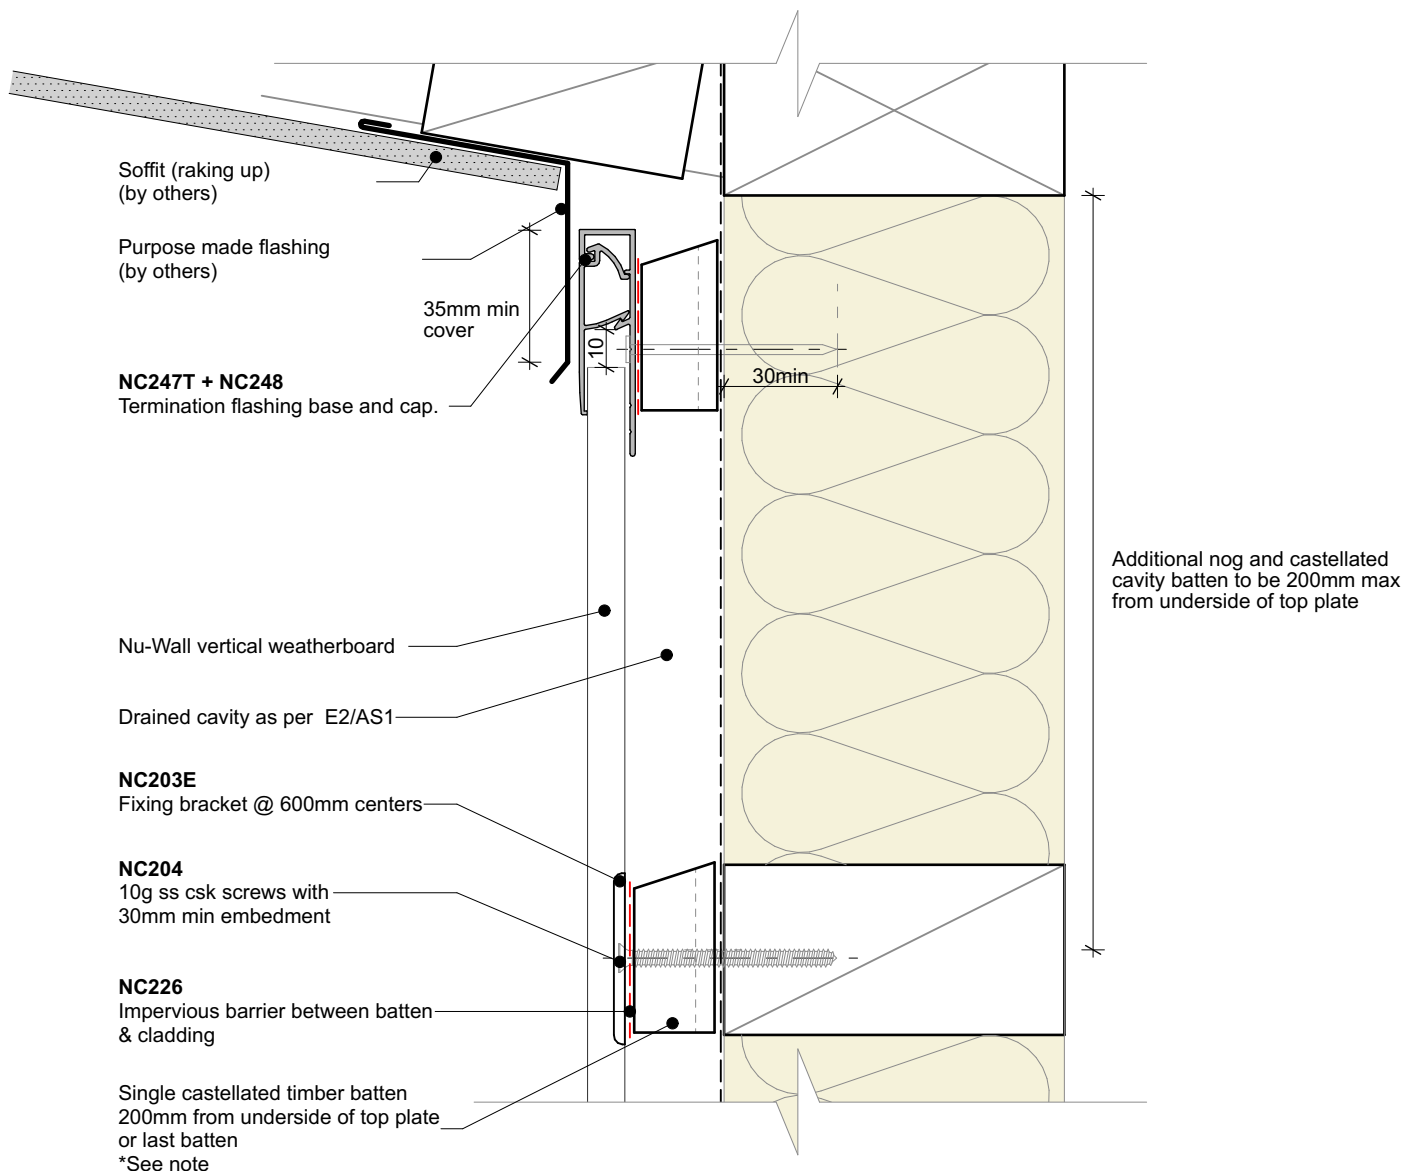 Soffit (raking up)
(by others)
Purpose made flashing
(by others)
35mm min
cover
10
30min
NC247T + NC248
Termination flashing base and cap.
Additional nog and castellated
cavity batten to be 200mm max
from underside of top plate
Nu-Wall vertical weatherboard
Drained cavity as per E2/AS1
NC203E
Fixing bracket @ 600mm centers
NC204
10g ss csk screws with
30mm min embedment
NC226
Impervious barrier between batten
& cladding
Single castellated timber batten
200mm from underside of top plate
or last batten
*See note